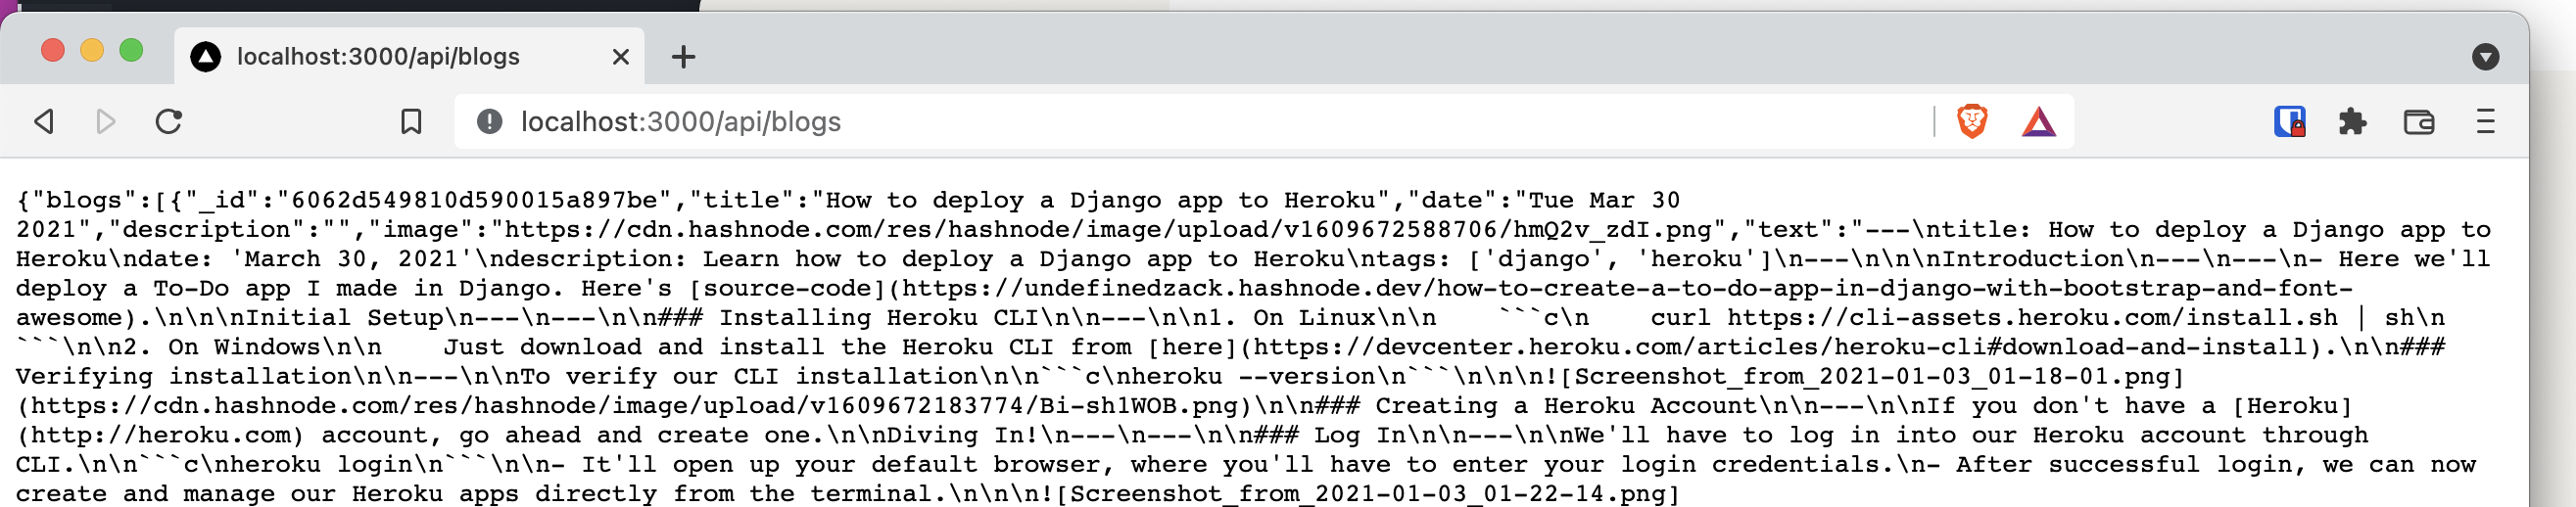 localhost:3000/api/blogs
localhost:3000/api/blogs
{"blogs":[{"_id":"6062d549810d590015a897be","title":"How to deploy a Django app to Heroku","date":"Tue Mar 30
2021","description":"","image":"https://cdn.hashnode.com/res/hashnode/image/upload/v1609672588706/hmQ2v_zdI.png","text":"---\ntitle: How to deploy a Django app to
Heroku\ndate: 'March 30, 2021'\ndescription: Learn how to deploy a Django app to Heroku\ntags: ['django', 'heroku']\n---\n\n\nIntroduction\n---\n---\n- Here we'll
deploy a To-Do app I made in Django. Here's [source-code](https://undefinedzack.hashnode.dev/how-to-create-a-to-do-app-in-django-with-bootstrap-and-font-
awesome).\n\n\nInitial Setup\n---\n---\n\n### Installing Heroku CLI\n\n---\n\n1. On Linux\n\n    ```c\n    curl https://cli-assets.heroku.com/install.sh | sh\n
```\n\n2. On Windows\n\n    Just download and install the Heroku CLI from [here](https://devcenter.heroku.com/articles/heroku-cli#download-and-install).\n\n###
Verifying installation\n\n---\n\nTo verify our CLI installation\n\n```c\nheroku --version\n```\n\n\n![Screenshot_from_2021-01-03_01-18-01.png]
(https://cdn.hashnode.com/res/hashnode/image/upload/v1609672183774/Bi-sh1WOB.png)\n\n### Creating a Heroku Account\n\n---\n\nIf you don't have a [Heroku]
(http://heroku.com) account, go ahead and create one.\n\nDiving In!\n---\n---\n\n### Log In\n\n---\n\nWe'll have to log in into our Heroku account through
CLI.\n\n```c\nheroku login\n```\n\n- It'll open up your default browser, where you'll have to enter your login credentials.\n- After successful login, we can now
create and manage our Heroku apps directly from the terminal.\n\n\n![Screenshot_from_2021-01-03_01-22-14.png]